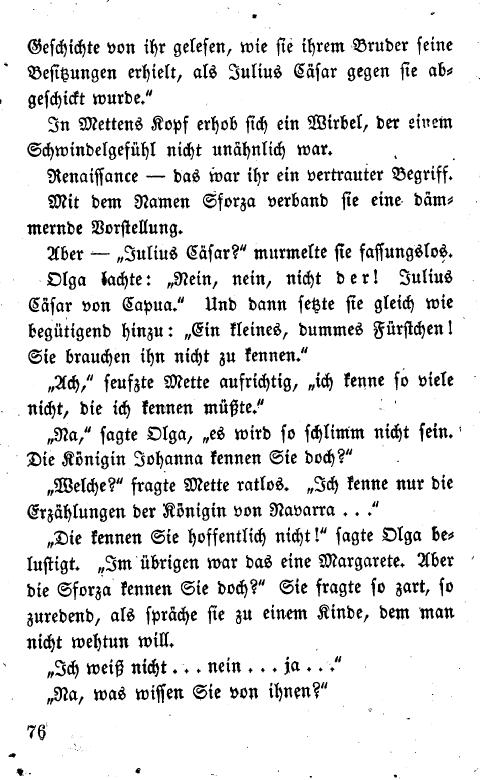 Geschichte von ihr gelesen, wie sie ihrem Bruder seine
Besitzungen erhielt, als Julius Cäsar gegen sie ab-
geschickt wurde.“
In Mettens Kopf erhob sich ein Wirbel, der einem
Schwindelgefühl nicht unähnlich war.
Renaissance — das war ihr ein vertrauter Begriff.
Mit dem Namen Sforza verband sie eine däm-
mernde Vorstellung.
Aber — „Julius Cäsar?“ murmelte sie fassungslos.
Olga lachte: „Nein, nein, nicht der! Julius
Cäsar von Capua.“ Und dann setzte sie gleich wie
begütigend hinzu: „Ein kleines, dummes Fürstchen!
Sie brauchen ihn nicht zu kennen.“
„Ach,“ seufzte Mette aufrichtig, „ich kenne so viele
nicht, die ich kennen müßte.“
„Na,“ sagte Olga, „es wird so schlimm nicht sein.
Die Königin Johanna kennen Sie doch?“
„Welche?“ fragte Mette ratlos. „Ich kenne nur die
Erzählungen der Königin von Navarra . . .“
„Die kennen Sie hoffentlich nicht!“ sagte Olga be-
lustigt. „Im übrigen war das eine Margarete. Aber
die Sforza kennen Sie doch?“ Sie fragte so zart, so
zuredend, als spräche sie zu einem Kinde, dem man
nicht wehtun will.
„Ich weiß nicht . . . nein . . . ja . . .“
„Na, was wissen Sie von ihnen?“
76